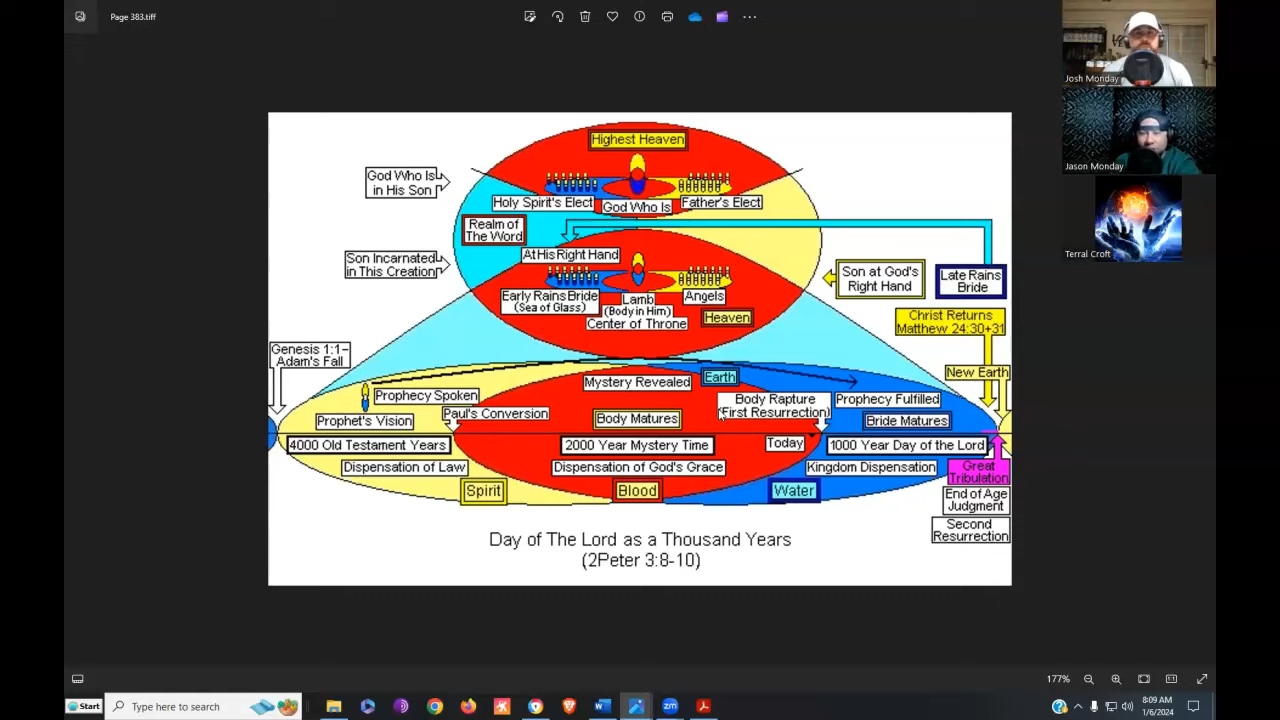 Page 383.tiff
Josh Monday
Jason Monday
Terral Croft
Highest Heaven
God Who Is
in His Son
Holy Spirit's Elect
God Who Is
Father's Elect
Realm of
The Word
At His Right Hand
Son Incarnated
in This Creation
Son at God's
Right Hand
Late Rains
Bride
Early Rains Bride
(Sea of Glass)
Lamb
(Body in Him)
Center of Throne
Angels
Heaven
Christ Returns
Matthew 24:30+31
Genesis 1:1-
Adam's Fall
New Earth
Earth
Mystery Revealed
Prophecy Spoken
Body Rapture
(First Resurrection)
Prophecy Fulfilled
Prophet's Vision
Paul's Conversion
Body Matures
Bride Matures
4000 Old Testament Years
2000 Year Mystery Time
Today
1000 Year Day of the Lord
Dispensation of Law
Dispensation of God's Grace
Kingdom Dispensation
Great
Tribulation
Spirit
Blood
Water
End of Age
Judgment
Second
Resurrection
Day of The Lord as a Thousand Years
(2Peter 3:8-10)
177%
Start
Type here to search
8:09 AM
1/6/2024